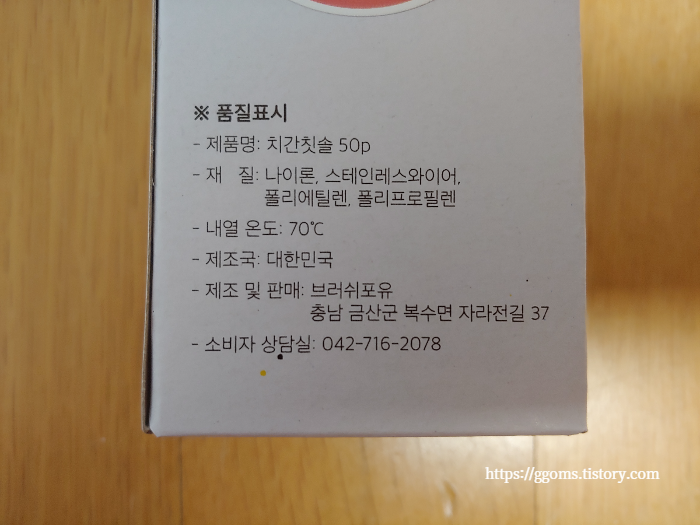 ※ 품질표시
- 제품명: 치간칫솔 50p
- 재 질: 나이론, 스테인레스와이어,
폴리에틸렌, 폴리프로필렌
- 내열 온도: 70℃
- 제조국: 대한민국
- 제조 및 판매: 브러쉬포유
충남 금산군 복수면 자라전길 37
- 소비자 상담실: 042-716-2078
https://ggoms.tistory.com